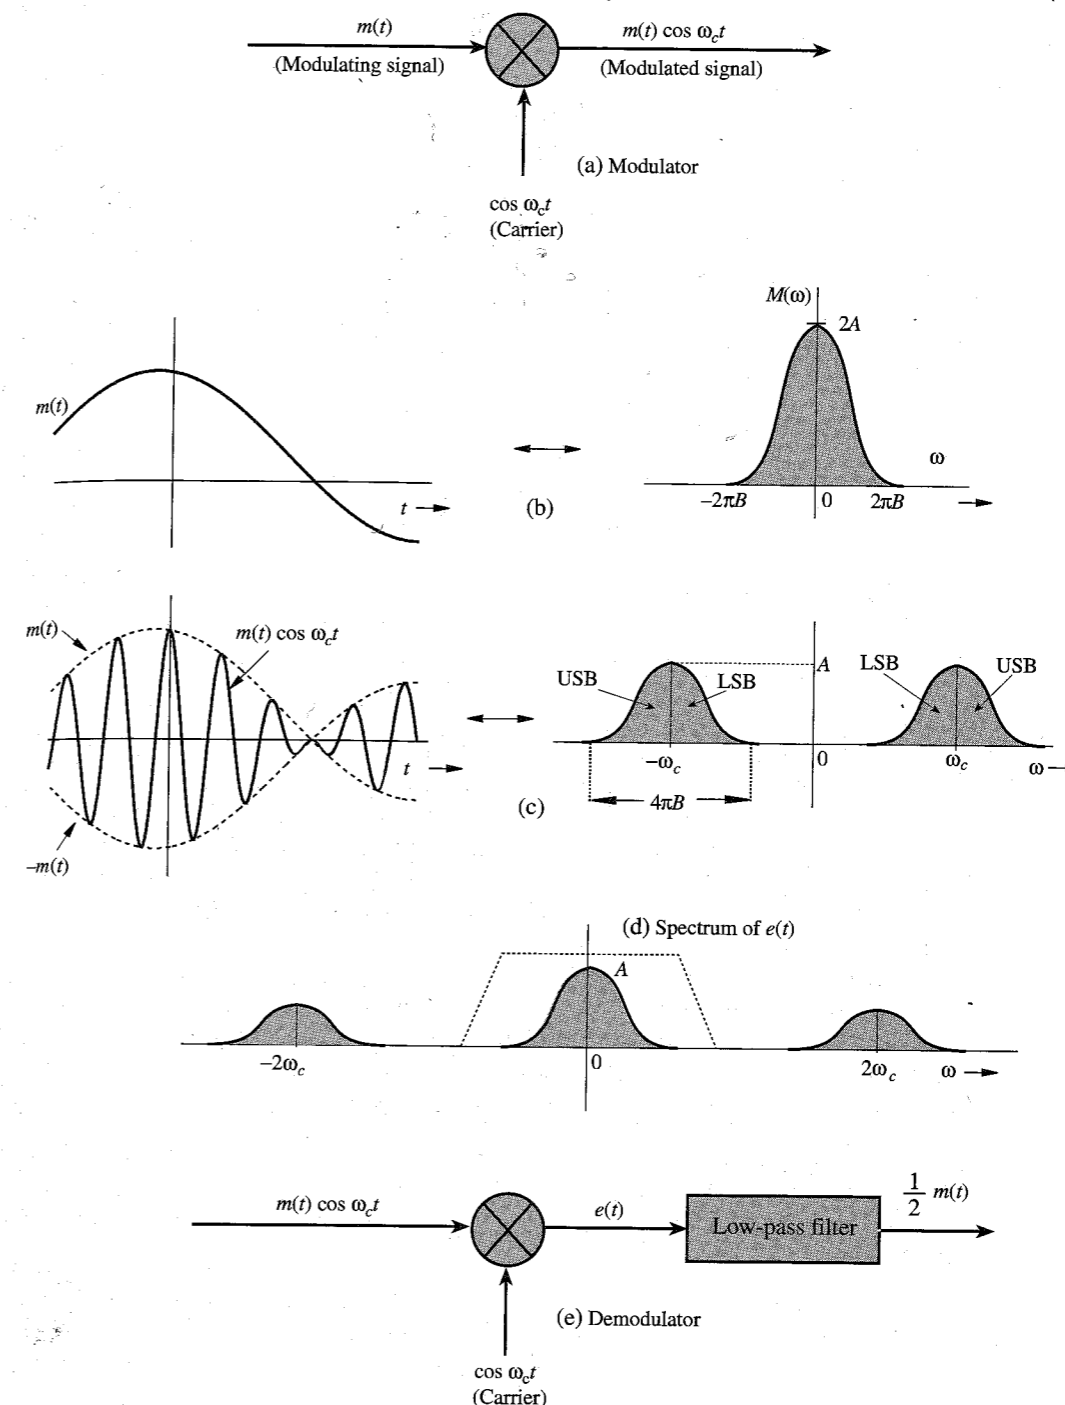 m(t)
(Modulating signal)
m(t) cos ω_c t
(Modulated signal)
(a) Modulator
cos ω_c t
(Carrier)
M(ω)
2A
m(t)
t
(b)
ω
−2πB
0
2πB
m(t)
m(t) cos ω_c t
−m(t)
t
(c)
USB
LSB
A
LSB
USB
−ω_c
0
ω_c
ω
4πB
(d) Spectrum of e(t)
A
−2ω_c
0
2ω_c
ω
m(t) cos ω_c t
e(t)
Low-pass filter
1/2 m(t)
(e) Demodulator
cos ω_c t
(Carrier)